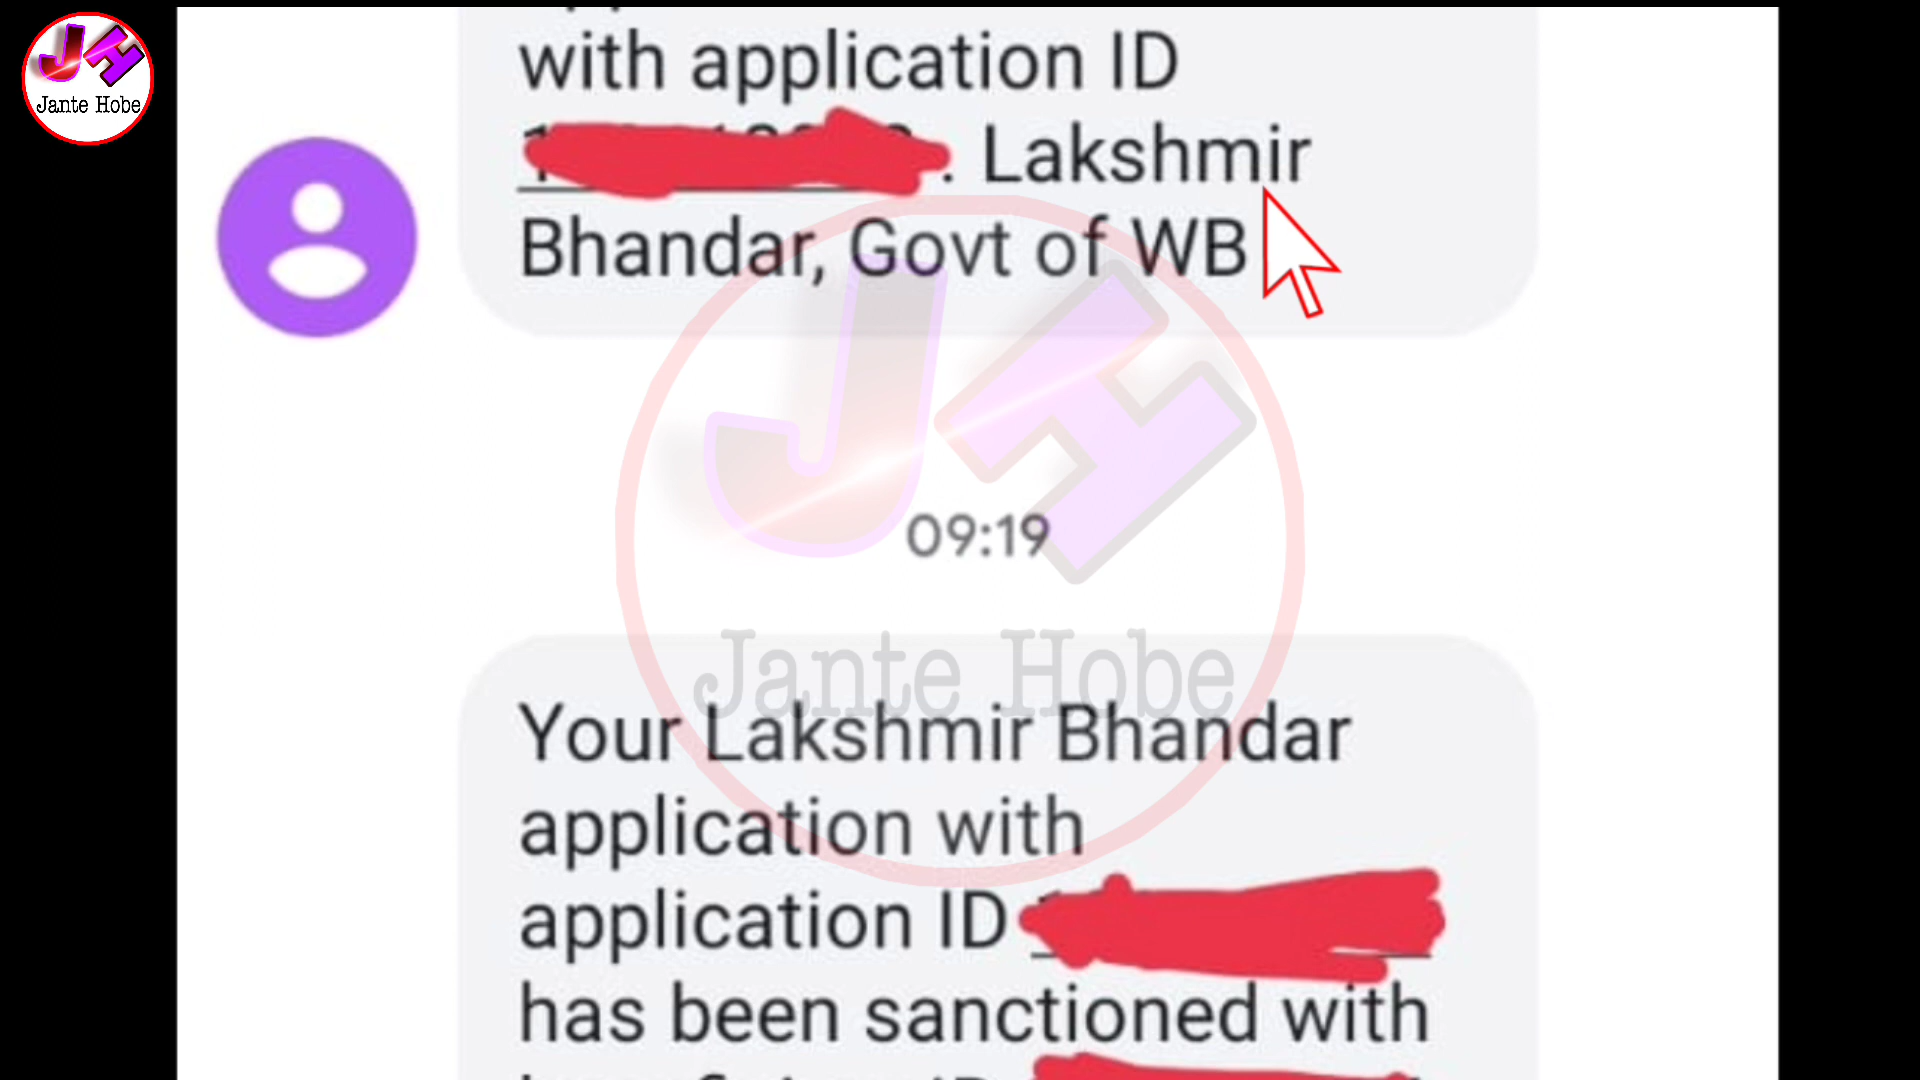 Jante Hobe
with application ID
. Lakshmir
Bhandar, Govt of WB
09:19
Jante Hobe
Your Lakshmir Bhandar
application with
application ID
has been sanctioned with